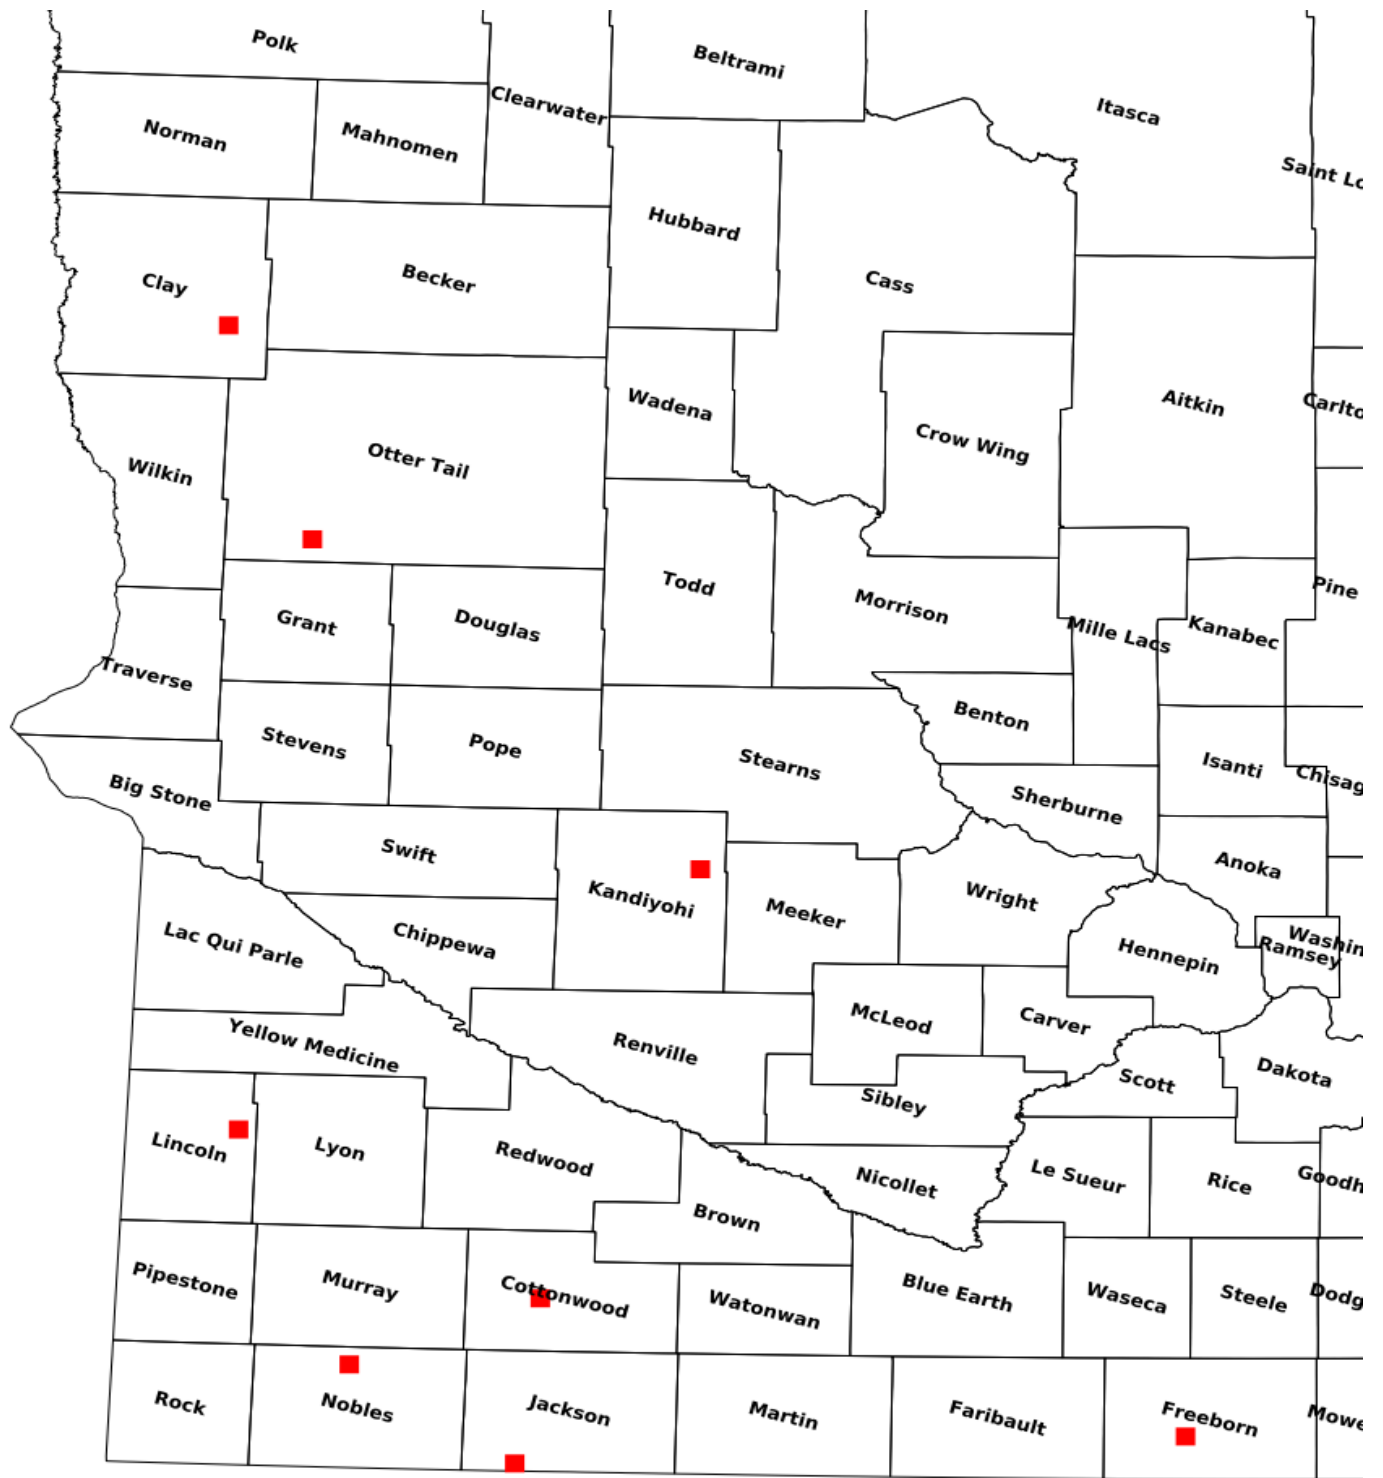 Polk
Beltrami
Clearwater
Itasca
Norman
Mahnomen
Saint Lo
Hubbard
Clay
Becker
Cass
Wadena
Aitkin
Carlto
Crow Wing
Otter Tail
Wilkin
Todd
Morrison
Pine
Grant
Douglas
Mille Lacs
Kanabec
Traverse
Benton
Stevens
Pope
Stearns
Isanti
Chisag
Big Stone
Sherburne
Swift
Anoka
Kandiyohi
Meeker
Wright
Lac Qui Parle
Chippewa
Hennepin
Washin
Ramsey
McLeod
Carver
Yellow Medicine
Renville
Scott
Dakota
Sibley
Lincoln
Lyon
Redwood
Nicollet
Le Sueur
Rice
Goodh
Brown
Pipestone
Murray
Cottonwood
Watonwan
Blue Earth
Waseca
Steele
Dodg
Rock
Nobles
Jackson
Martin
Faribault
Freeborn
Mowe